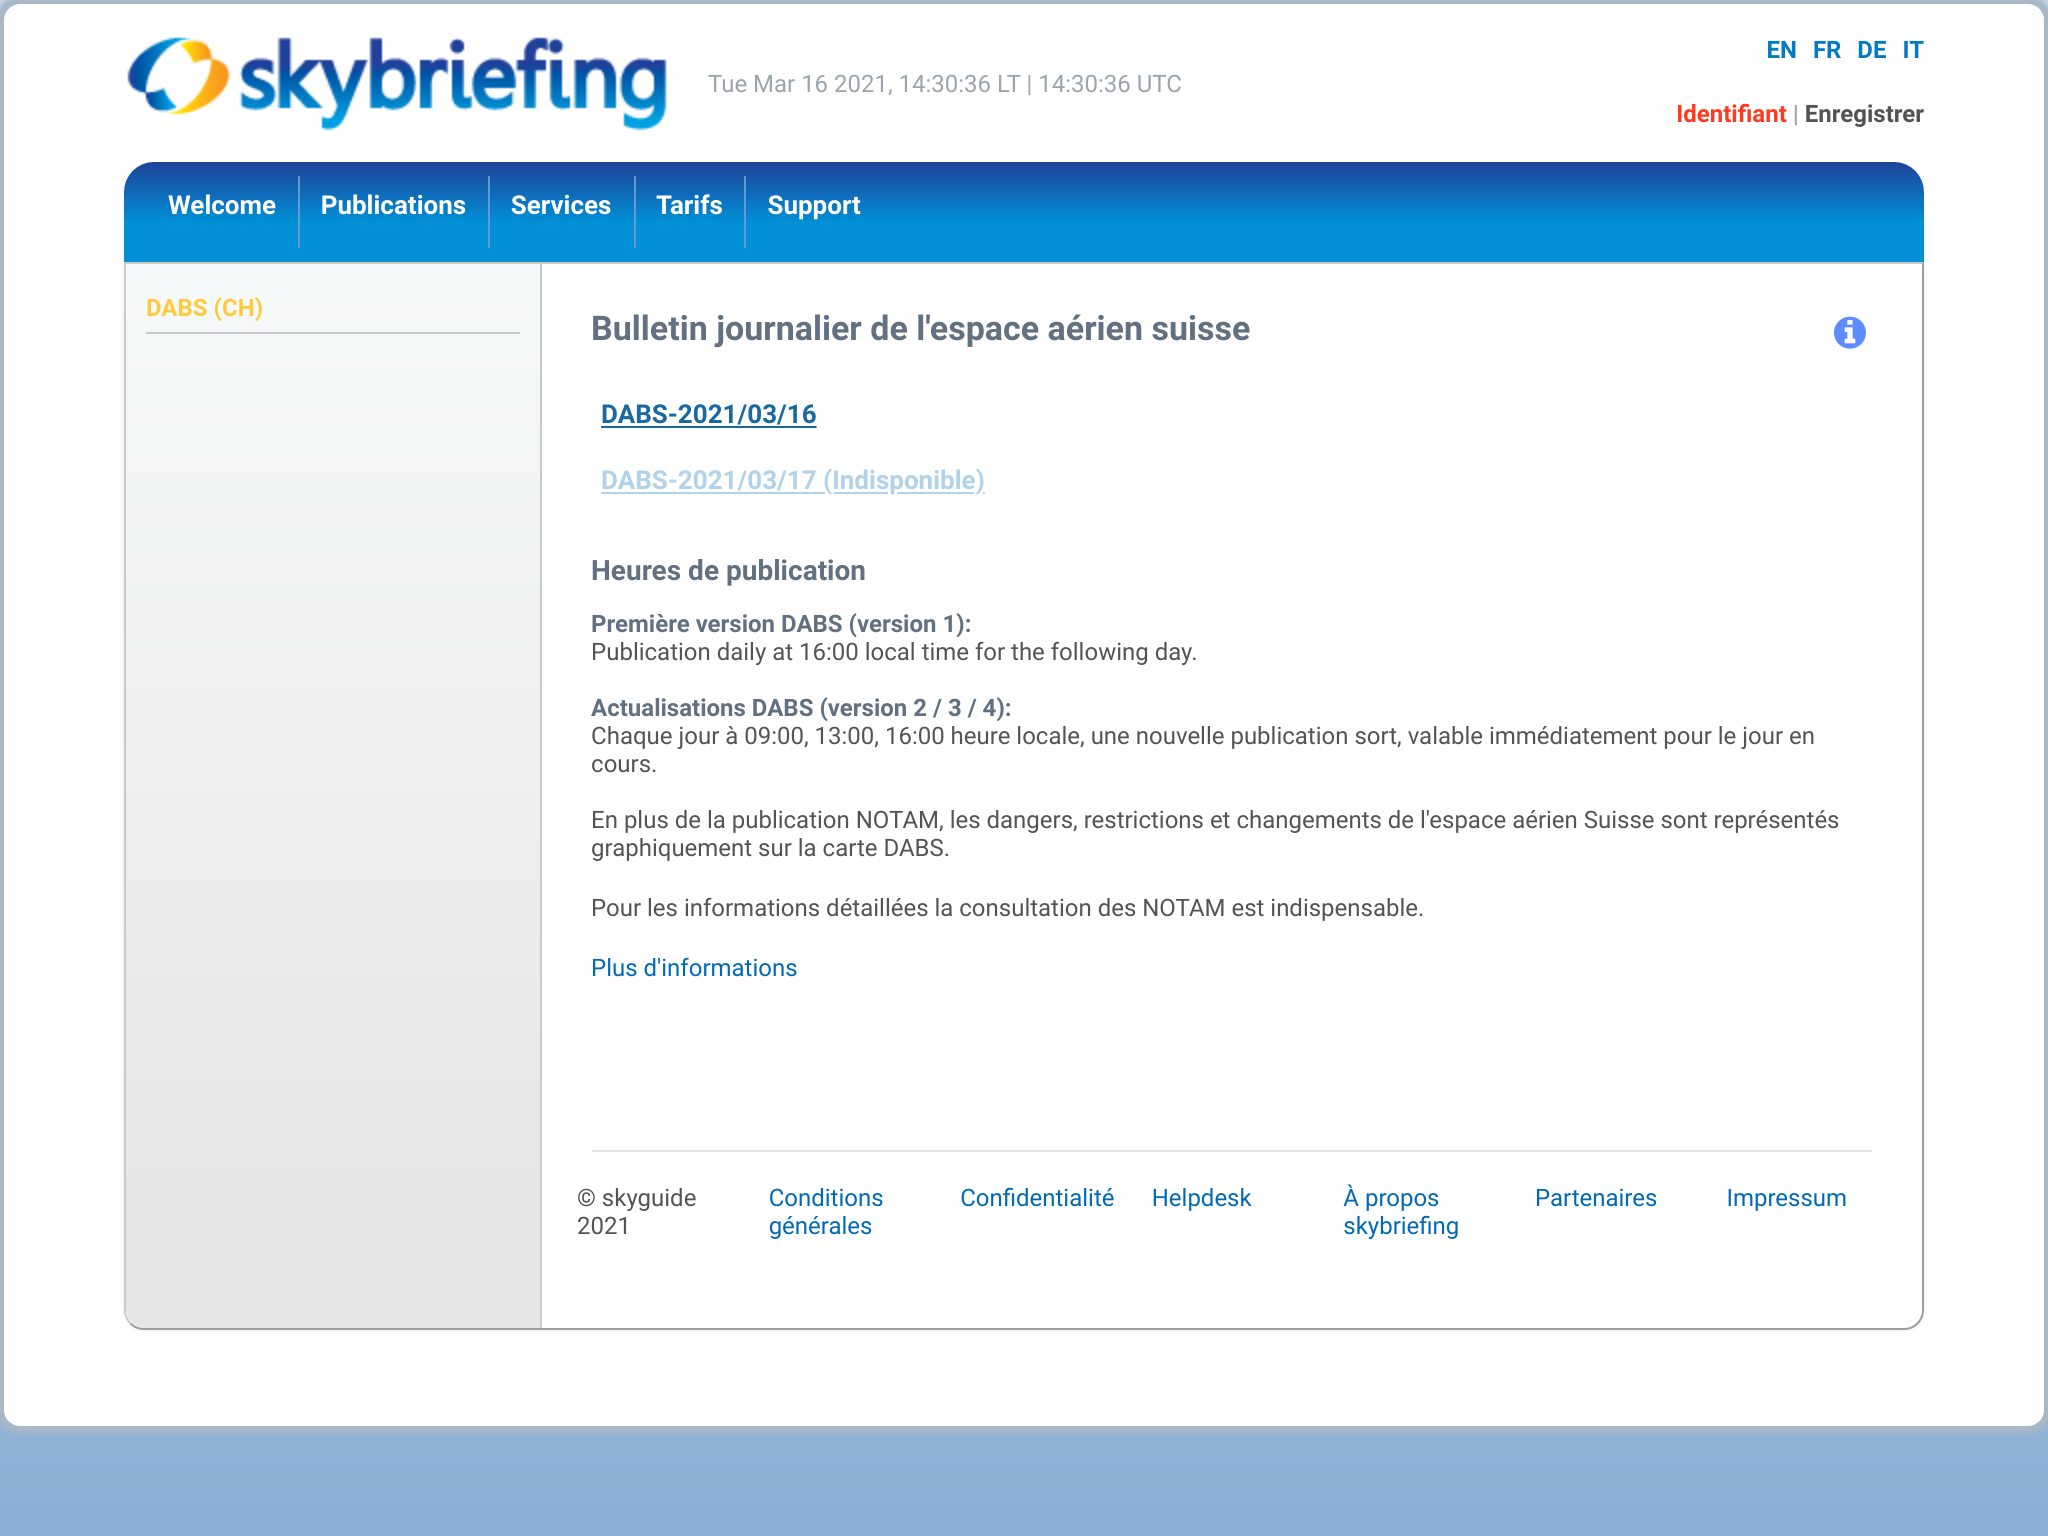 skybriefing
Tue Mar 16 2021, 14:30:36 LT | 14:30:36 UTC
EN FR DE IT
Identifiant | Enregistrer
Welcome
Publications
Services
Tarifs
Support
DABS (CH)
Bulletin journalier de l'espace aérien suisse
DABS-2021/03/16
DABS-2021/03/17 (Indisponible)
Heures de publication
Première version DABS (version 1):
Publication daily at 16:00 local time for the following day.
Actualisations DABS (version 2 / 3 / 4):
Chaque jour à 09:00, 13:00, 16:00 heure locale, une nouvelle publication sort, valable immédiatement pour le jour en
cours.
En plus de la publication NOTAM, les dangers, restrictions et changements de l'espace aérien Suisse sont représentés
graphiquement sur la carte DABS.
Pour les informations détaillées la consultation des NOTAM est indispensable.
Plus d'informations
© skyguide
2021
Conditions
générales
Confidentialité
Helpdesk
À propos
skybriefing
Partenaires
Impressum